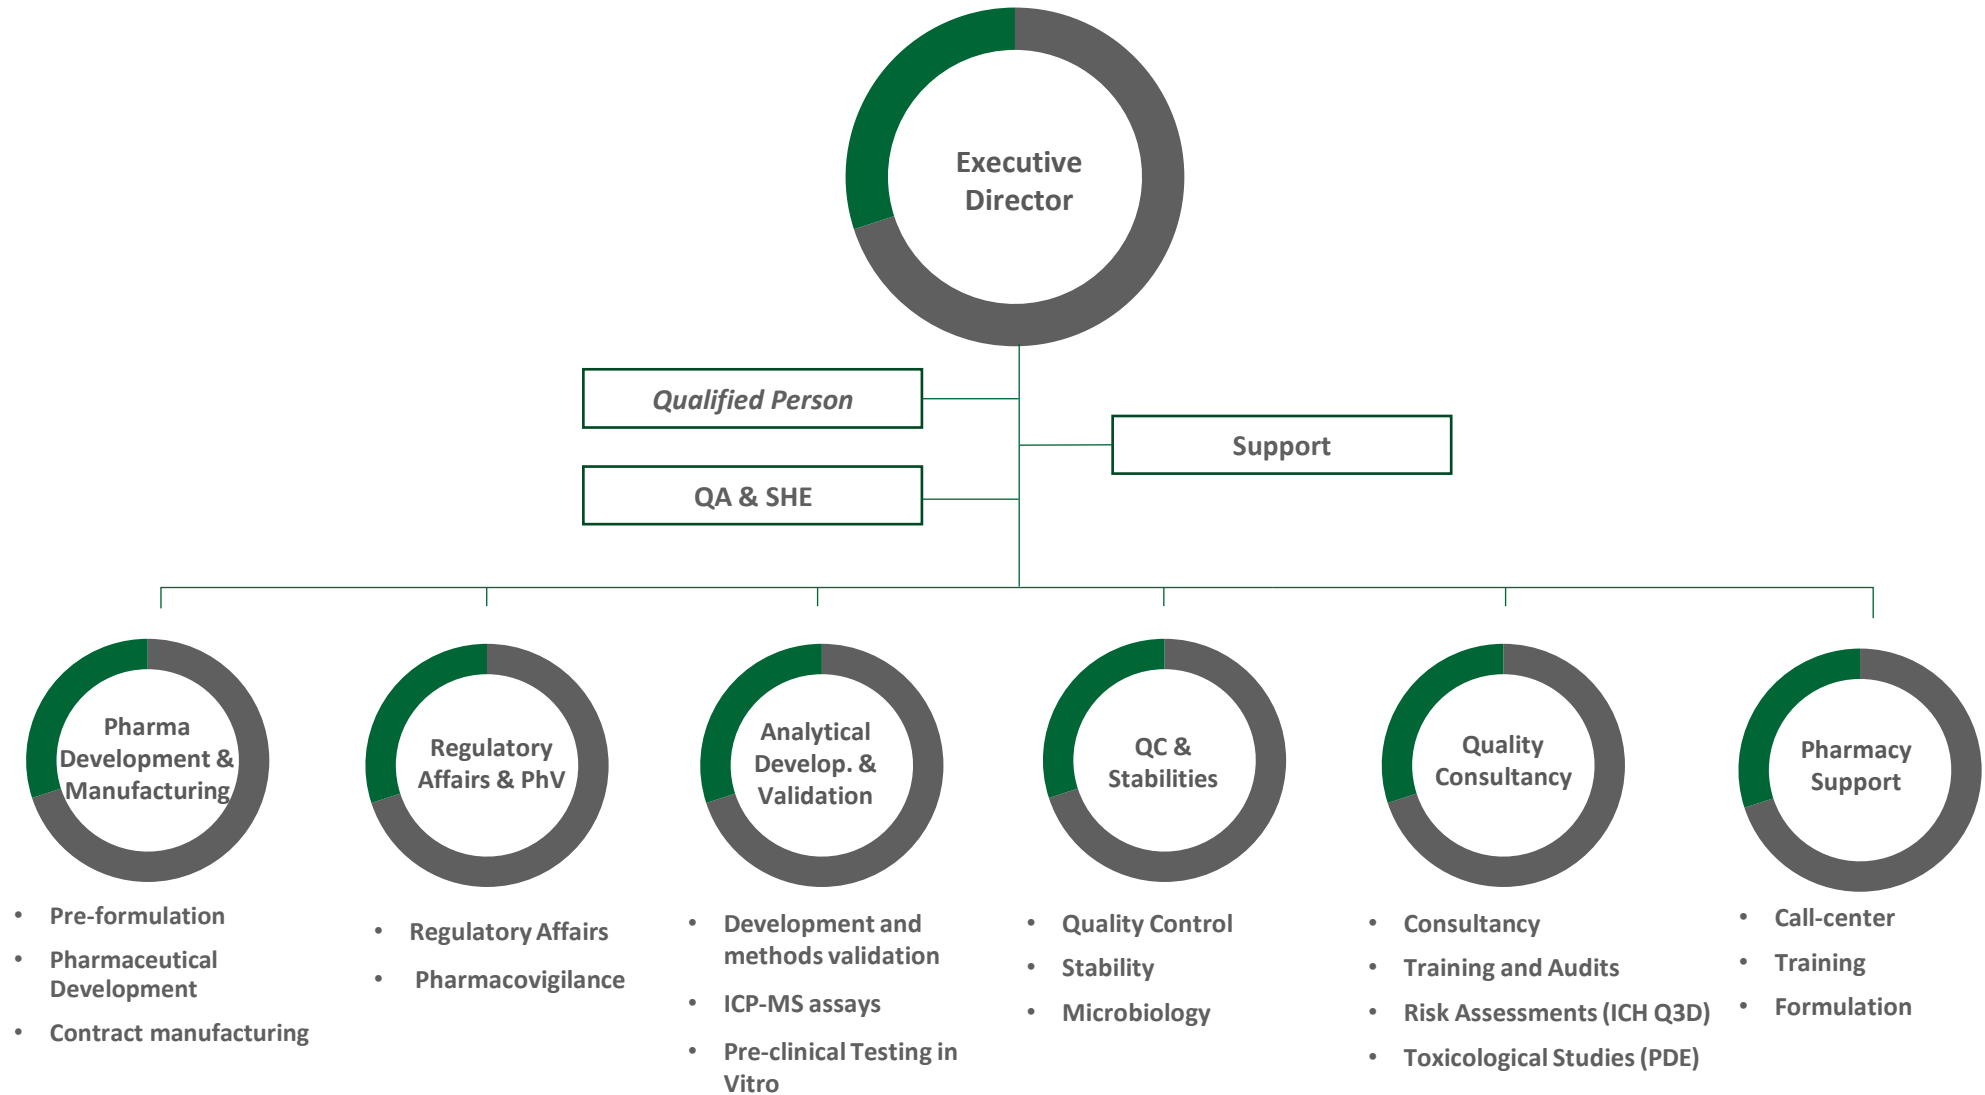 Executive
Director
Qualified Person
Support
QA & SHE
Pharma
Development &
Manufacturing
Regulatory
Affairs & PhV
Analytical
Develop. &
Validation
QC &
Stabilities
Quality
Consultancy
Pharmacy
Support
• Pre-formulation
• Pharmaceutical
Development
• Contract manufacturing
• Regulatory Affairs
• Pharmacovigilance
• Development and
methods validation
• ICP-MS assays
• Pre-clinical Testing in
Vitro
• Quality Control
• Stability
• Microbiology
• Consultancy
• Training and Audits
• Risk Assessments (ICH Q3D)
• Toxicological Studies (PDE)
• Call-center
• Training
• Formulation